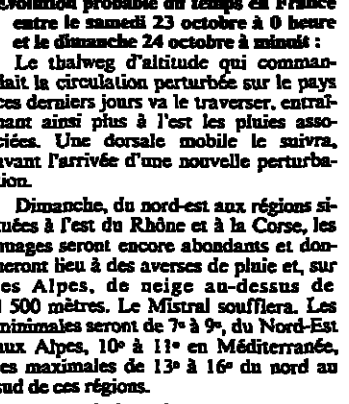 Évolution probable du temps en France
entre le samedi 23 octobre à 0 heure
et le dimanche 24 octobre à minuit :
Le thalweg d'altitude qui comman-
dait la circulation perturbée sur le pays
ces derniers jours va le traverser, entraî-
nant ainsi plus à l'est les pluies asso-
ciées. Une dorsale mobile le suivra,
avant l'arrivée d'une nouvelle perturba-
tion.
Dimanche, du nord-est aux régions si-
tuées à l'est du Rhône et à la Corse, les
nuages seront encore abondants et don-
neront lieu à des averses de pluie et, sur
les Alpes, de neige au-dessus de
1 500 mètres. Le Mistral soufflera. Les
minimales seront de 7° à 9°, du Nord-Est
aux Alpes, 10° à 11° en Méditerranée,
les maximales de 13° à 16° du nord au
sud de ces régions.